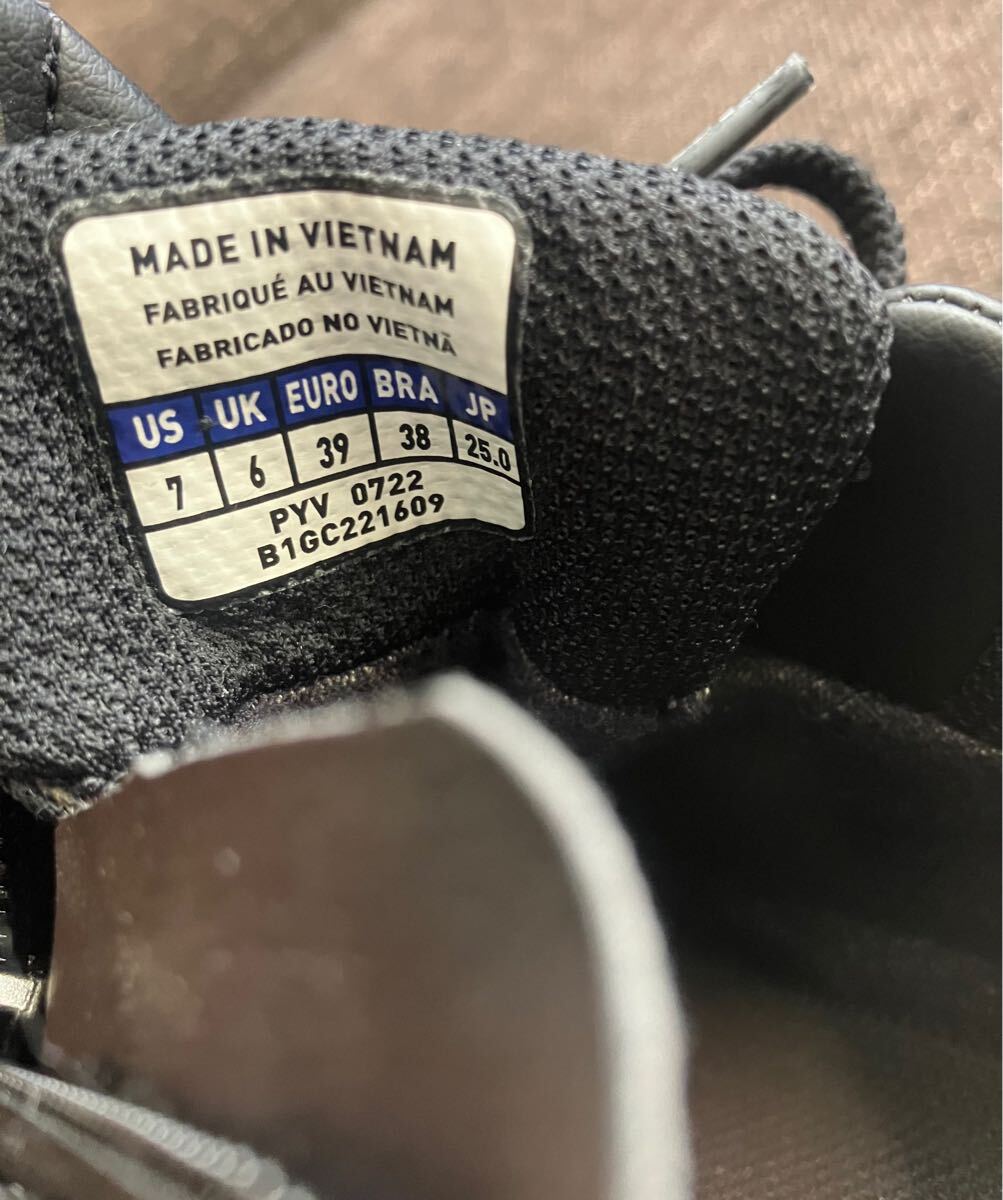 MADE IN VIETNAM
FABRIQUÉ AU VIETNAM
FABRICADO NO VIETNÃ
US UK EURO BRA JP
7 6 39 38 25.0
PYV 0722
B1GC221609